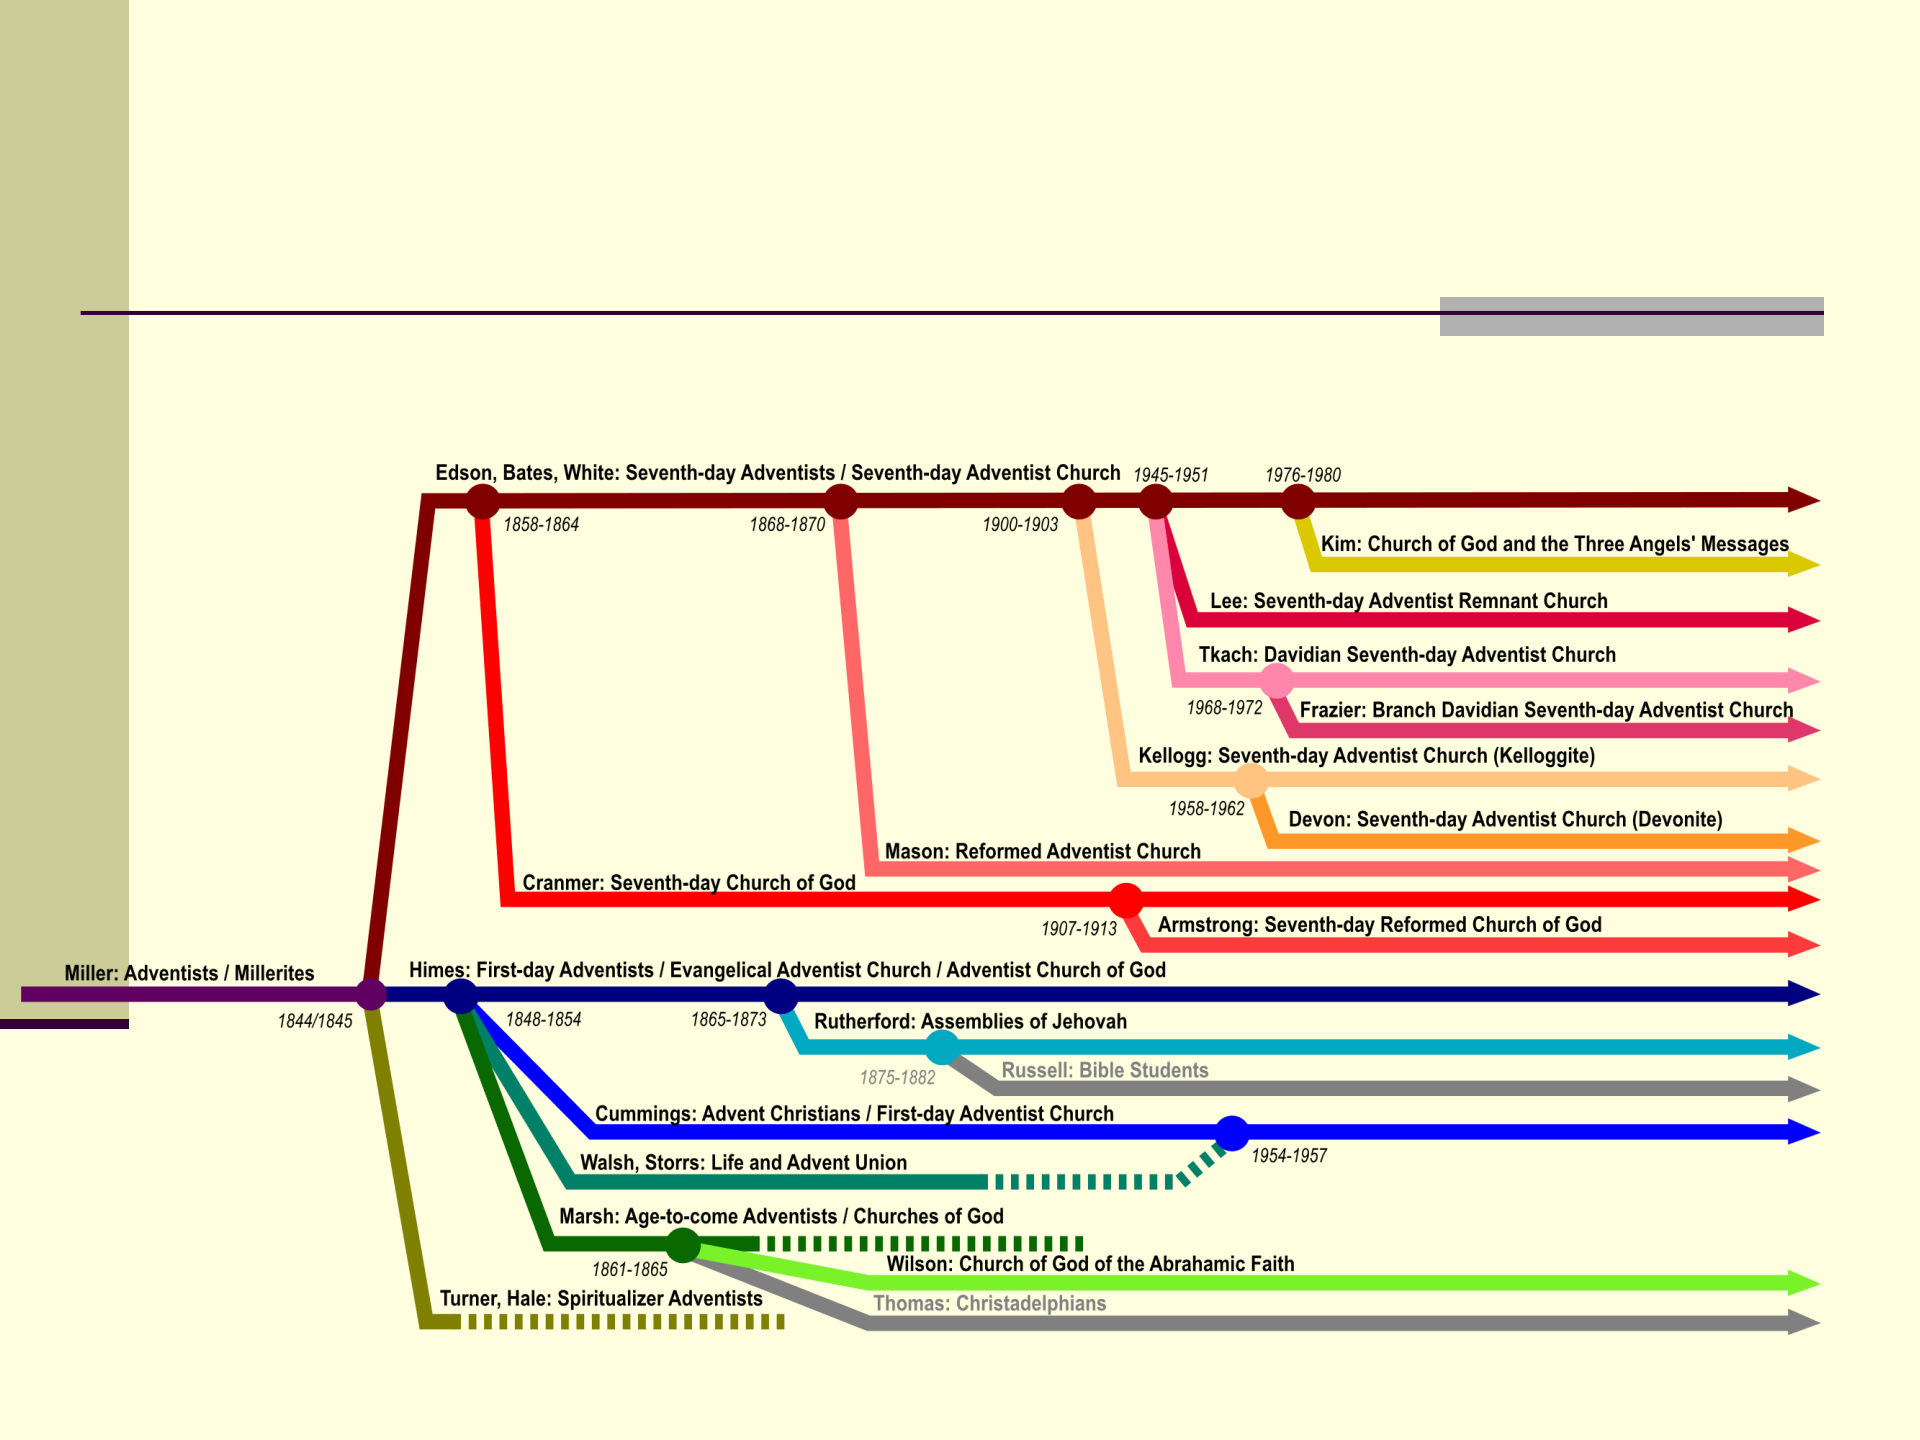 Edson, Bates, White: Seventh-day Adventists / Seventh-day Adventist Church
1945-1951
1976-1980
1858-1864
1868-1870
1900-1903
Kim: Church of God and the Three Angels' Messages
Lee: Seventh-day Adventist Remnant Church
Tkach: Davidian Seventh-day Adventist Church
1968-1972
Frazier: Branch Davidian Seventh-day Adventist Church
Kellogg: Seventh-day Adventist Church (Kelloggite)
1958-1962
Devon: Seventh-day Adventist Church (Devonite)
Mason: Reformed Adventist Church
Cranmer: Seventh-day Church of God
1907-1913
Armstrong: Seventh-day Reformed Church of God
Miller: Adventists / Millerites
Himes: First-day Adventists / Evangelical Adventist Church / Adventist Church of God
1844/1845
1848-1854
1865-1873
Rutherford: Assemblies of Jehovah
1875-1882
Russell: Bible Students
Cummings: Advent Christians / First-day Adventist Church
1954-1957
Walsh, Storrs: Life and Advent Union
Marsh: Age-to-come Adventists / Churches of God
1861-1865
Wilson: Church of God of the Abrahamic Faith
Turner, Hale: Spiritualizer Adventists
Thomas: Christadelphians